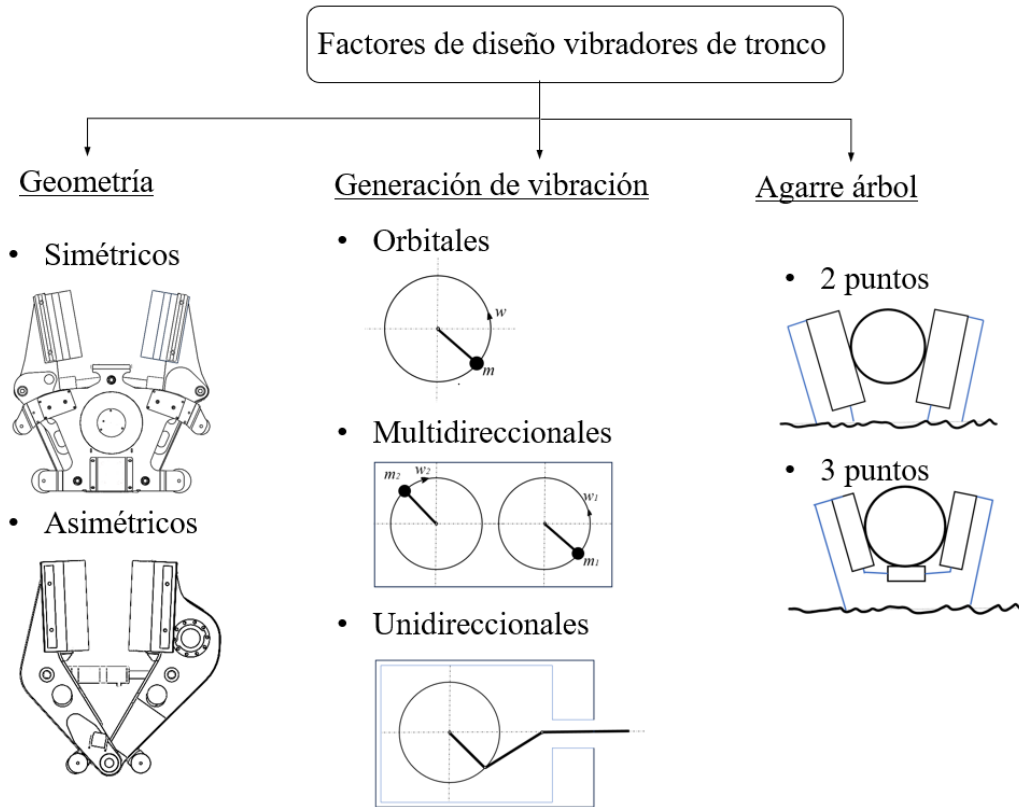 Factores de diseño vibradores de tronco
Geometría
• Simétricos
• Asimétricos
Generación de vibración
• Orbitales
w
m
• Multidireccionales
m2
w2
w1
m1
• Unidireccionales
Agarre árbol
• 2 puntos
• 3 puntos